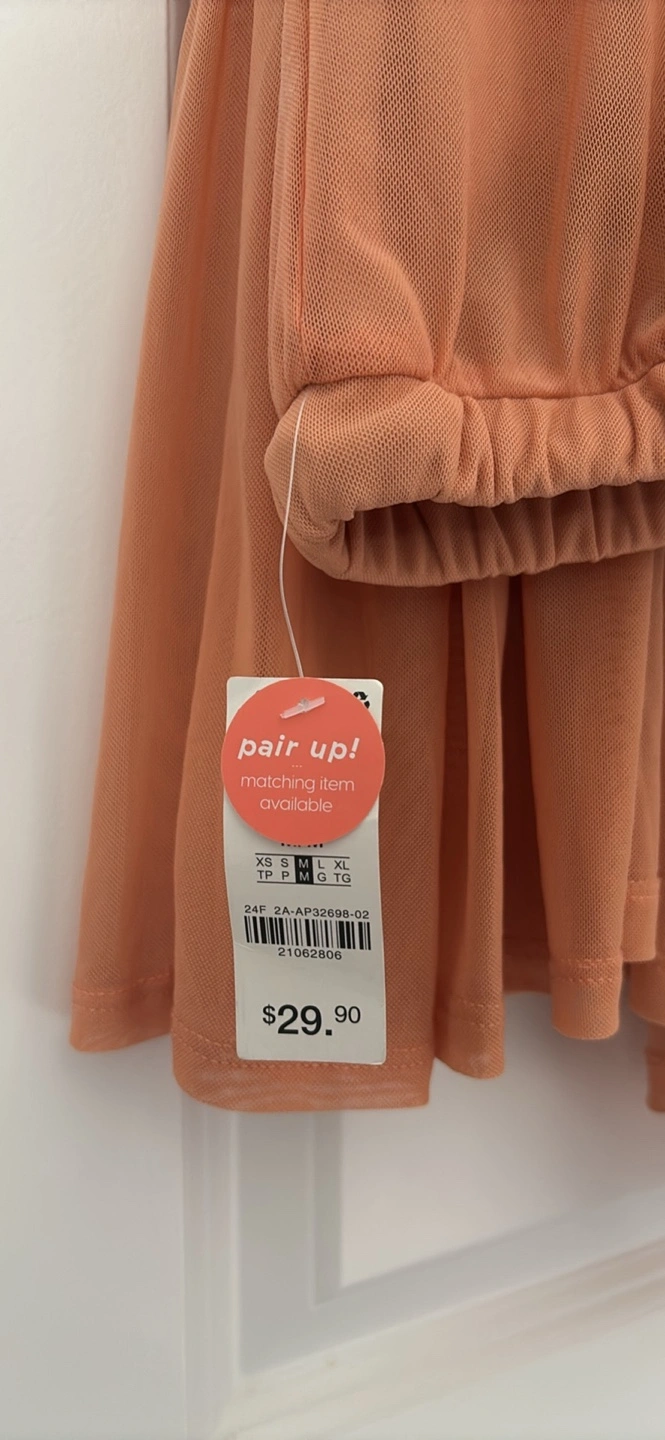 pair up!
...
matching item
available
XS S M L XL
TP P M G TG
24F 2A-AP32698-02
21062806
$29.90